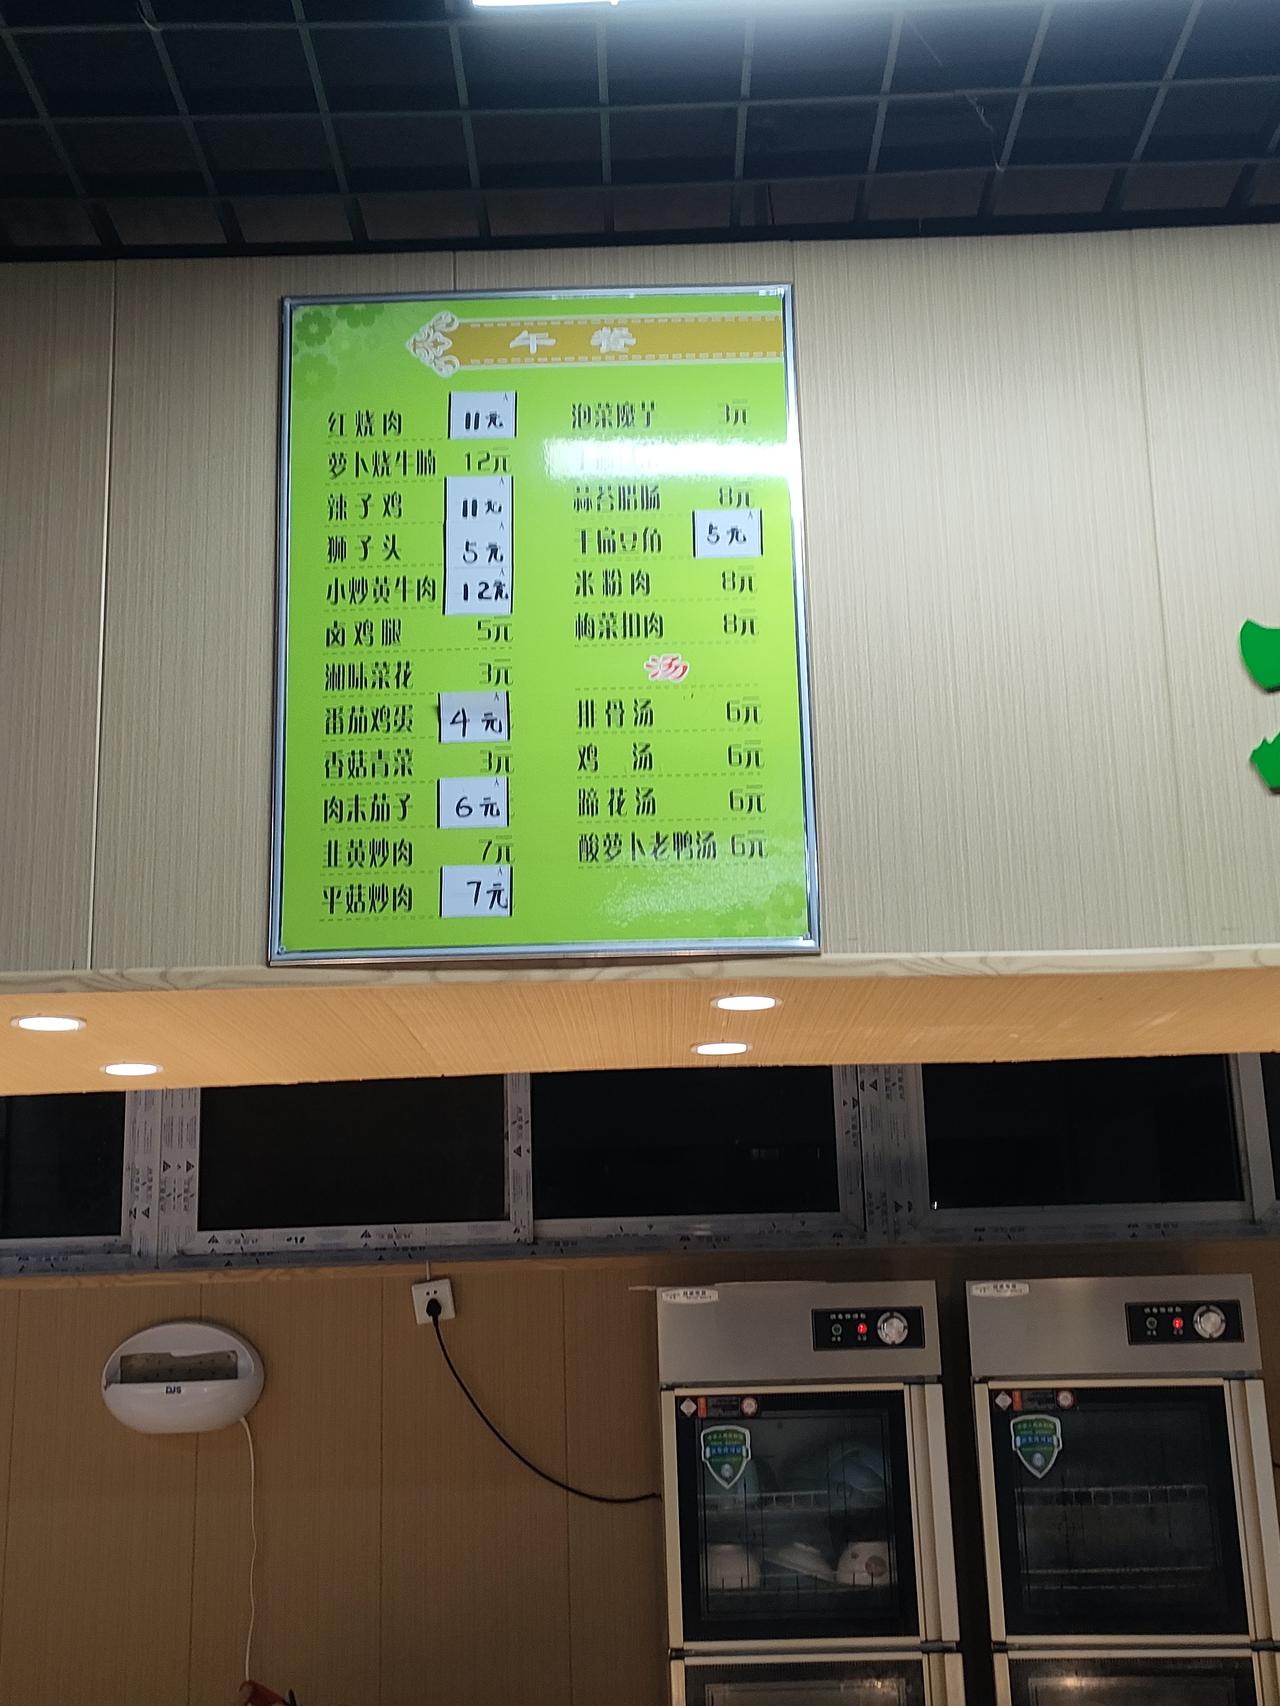 午餐
红烧肉 11元
萝卜烧牛腩 12元
辣子鸡 11元
狮子头 5元
小炒黄牛肉 12元
卤鸡腿 5元
湘味菜花 3元
番茄鸡蛋 4元
香菇青菜 3元
肉末茄子 6元
韭黄炒肉 7元
平菇炒肉 7元
泡菜魔芋 3元
蒜苔腊肠 8元
干扁豆角 5元
米粉肉 8元
梅菜扣肉 8元
汤
排骨汤 6元
鸡汤 6元
蹄花汤 6元
酸萝卜老鸭汤 6元
DJS